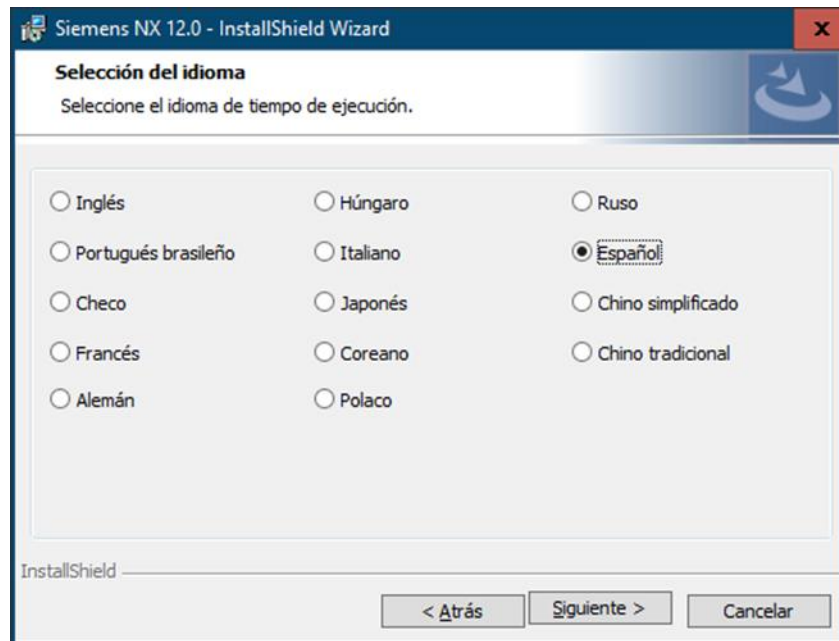 Siemens NX 12.0 - InstallShield Wizard
Selección del idioma
Seleccione el idioma de tiempo de ejecución.
Inglés
Húngaro
Ruso
Portugués brasileño
Italiano
Español
Checo
Japonés
Chino simplificado
Francés
Coreano
Chino tradicional
Alemán
Polaco
InstallShield
< Atrás
Siguiente >
Cancelar